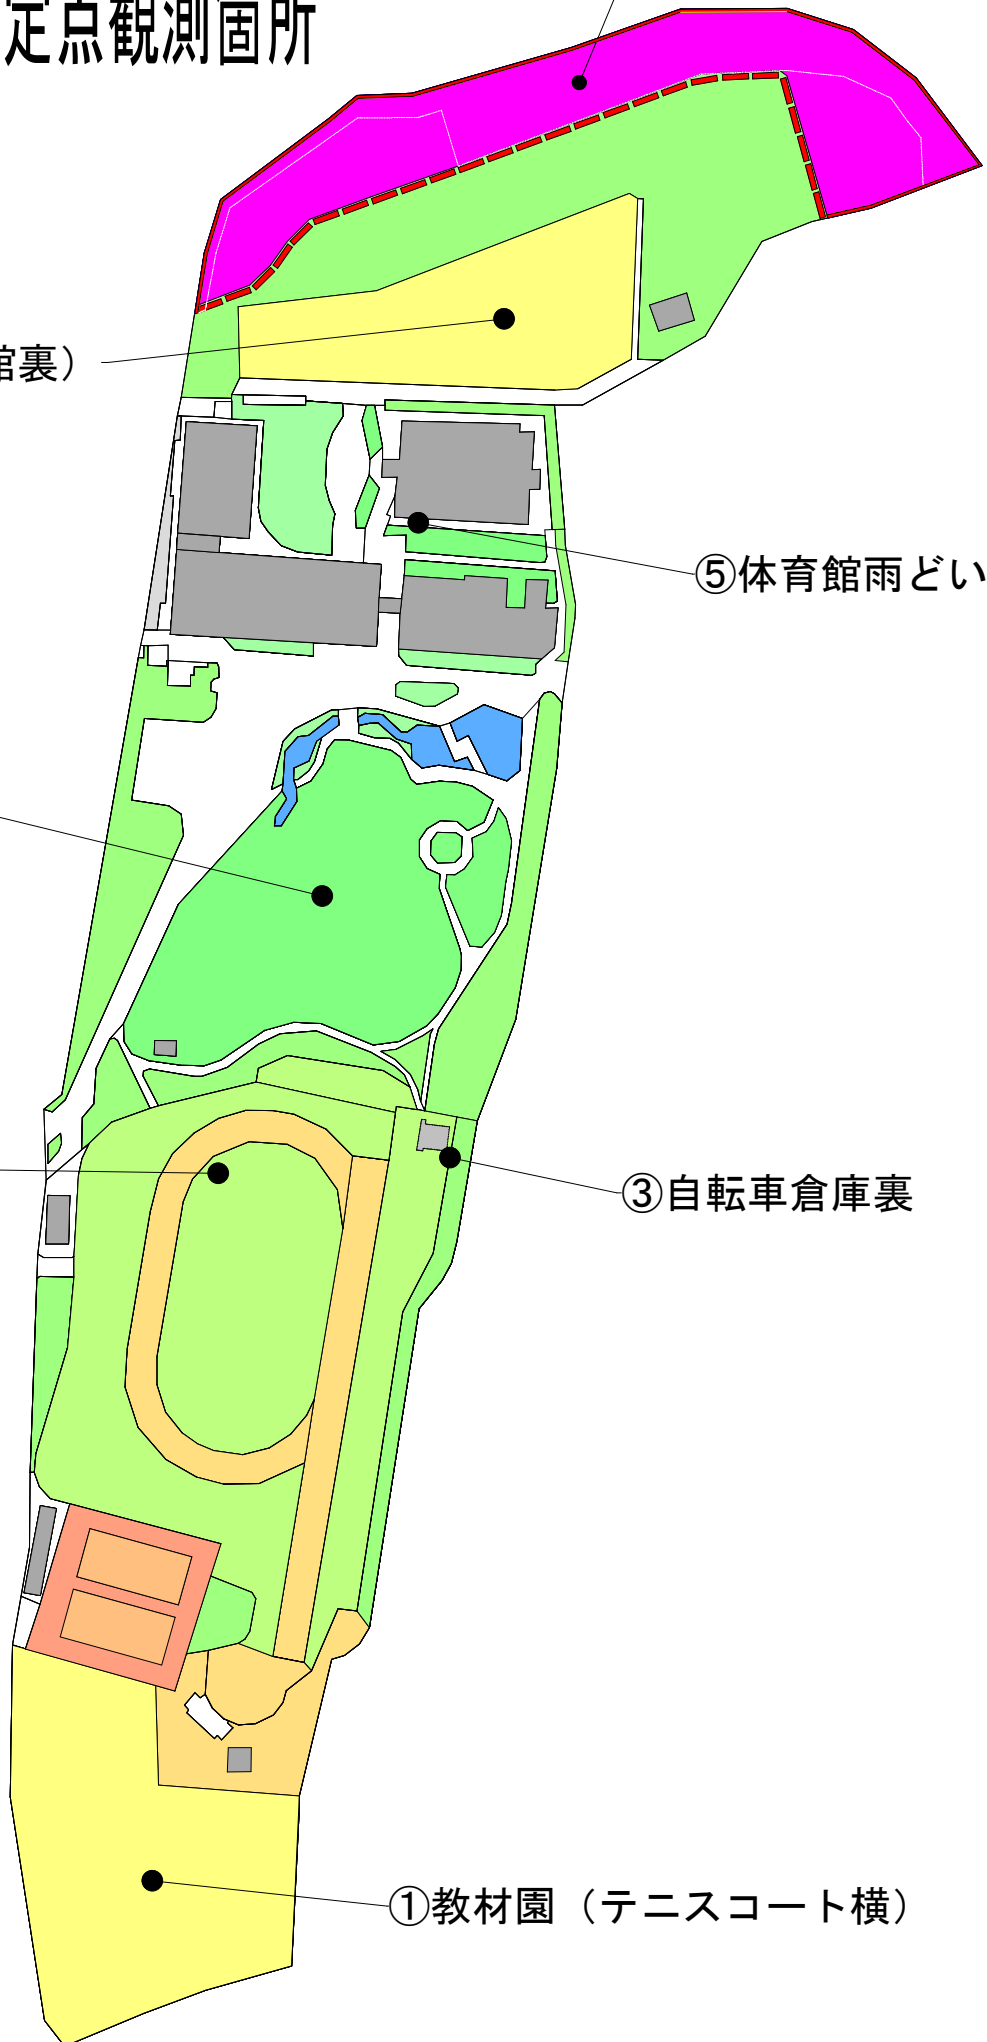 定点観測箇所
館裏）
⑤体育館雨どい
③自転車倉庫裏
①教材園（テニスコート横）